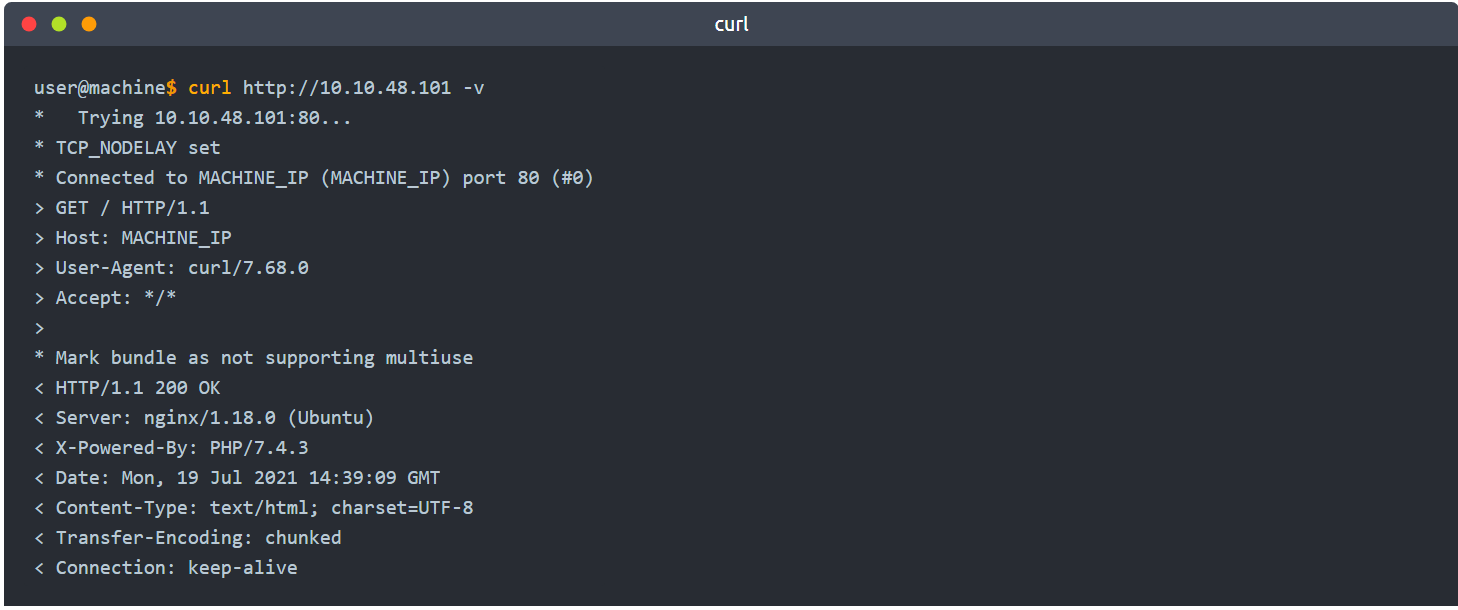 curl
user@machine$ curl http://10.10.48.101 -v
*   Trying 10.10.48.101:80...
* TCP_NODELAY set
* Connected to MACHINE_IP (MACHINE_IP) port 80 (#0)
> GET / HTTP/1.1
> Host: MACHINE_IP
> User-Agent: curl/7.68.0
> Accept: */*
>
* Mark bundle as not supporting multiuse
< HTTP/1.1 200 OK
< Server: nginx/1.18.0 (Ubuntu)
< X-Powered-By: PHP/7.4.3
< Date: Mon, 19 Jul 2021 14:39:09 GMT
< Content-Type: text/html; charset=UTF-8
< Transfer-Encoding: chunked
< Connection: keep-alive